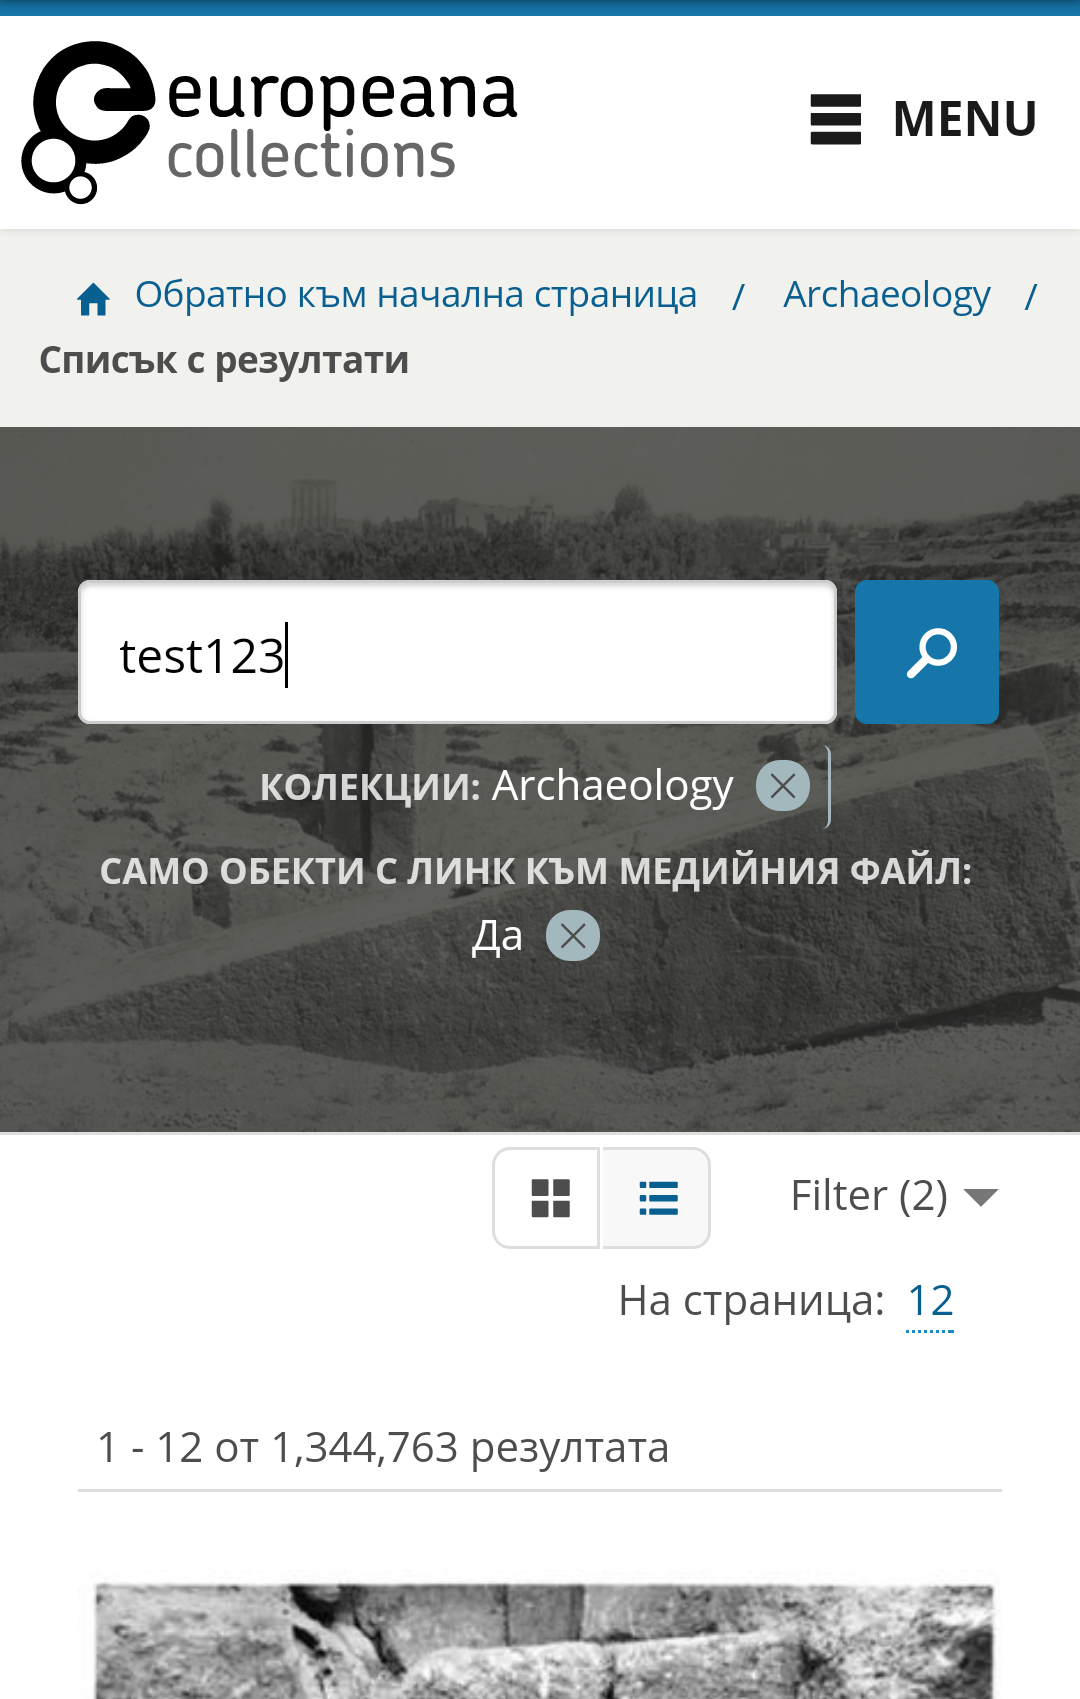 europeana
collections
MENU
Обратно към начална страница / Archaeology /
Списък с резултати
test123
КОЛЕКЦИИ: Archaeology
САМО ОБЕКТИ С ЛИНК КЪМ МЕДИЙНИЯ ФАЙЛ:
Да
Filter (2)
На страница: 12
1 - 12 от 1,344,763 резултата